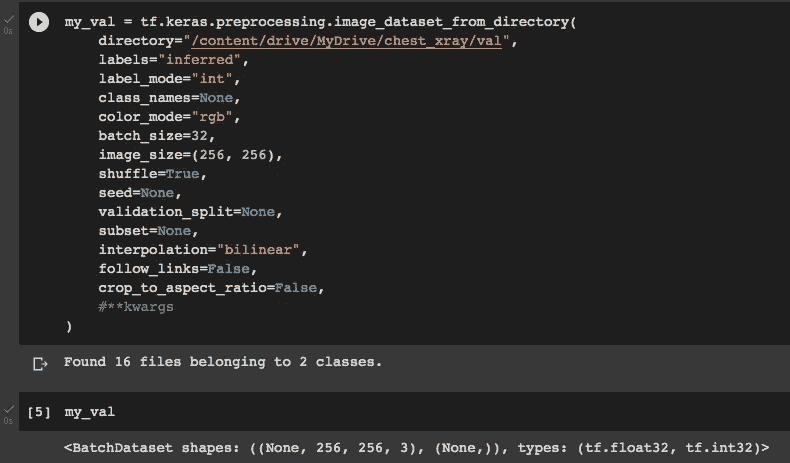 my_val = tf.keras.preprocessing.image_dataset_from_directory(
    directory="/content/drive/MyDrive/chest_xray/val",
0s
    labels="inferred",
    label_mode="int",
    class_names=None,
    color_mode="rgb",
    batch_size=32,
    image_size=(256, 256),
    shuffle=True,
    seed=None,
    validation_split=None,
    subset=None,
    interpolation="bilinear",
    follow_links=False,
    crop_to_aspect_ratio=False,
    #**kwargs
)
Found 16 files belonging to 2 classes.
[5] my_val
0s
<BatchDataset shapes: ((None, 256, 256, 3), (None,)), types: (tf.float32, tf.int32)>